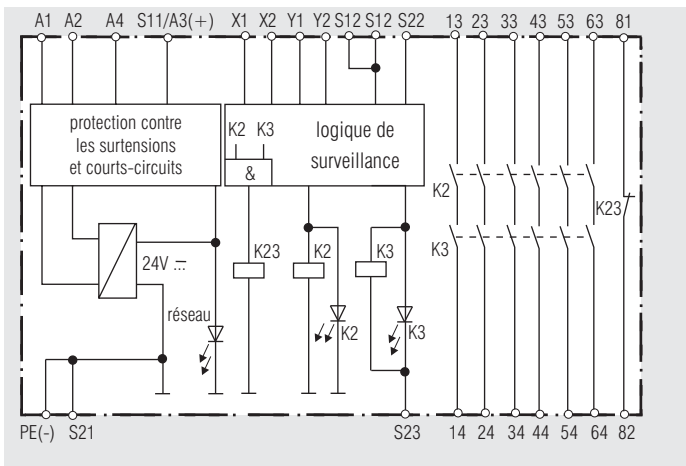 A1 A2 A4 S11/A3(+) X1 X2 Y1 Y2 S12 S12 S22 13 23 33 43 53 63 81
protection contre
les surtensions
et courts-circuits
K2 K3
&
logique de
surveillance
K2
K23
K3
24V
K23
K2
K3
réseau
K2
K3
PE(-) S21 S23 14 24 34 44 54 64 82